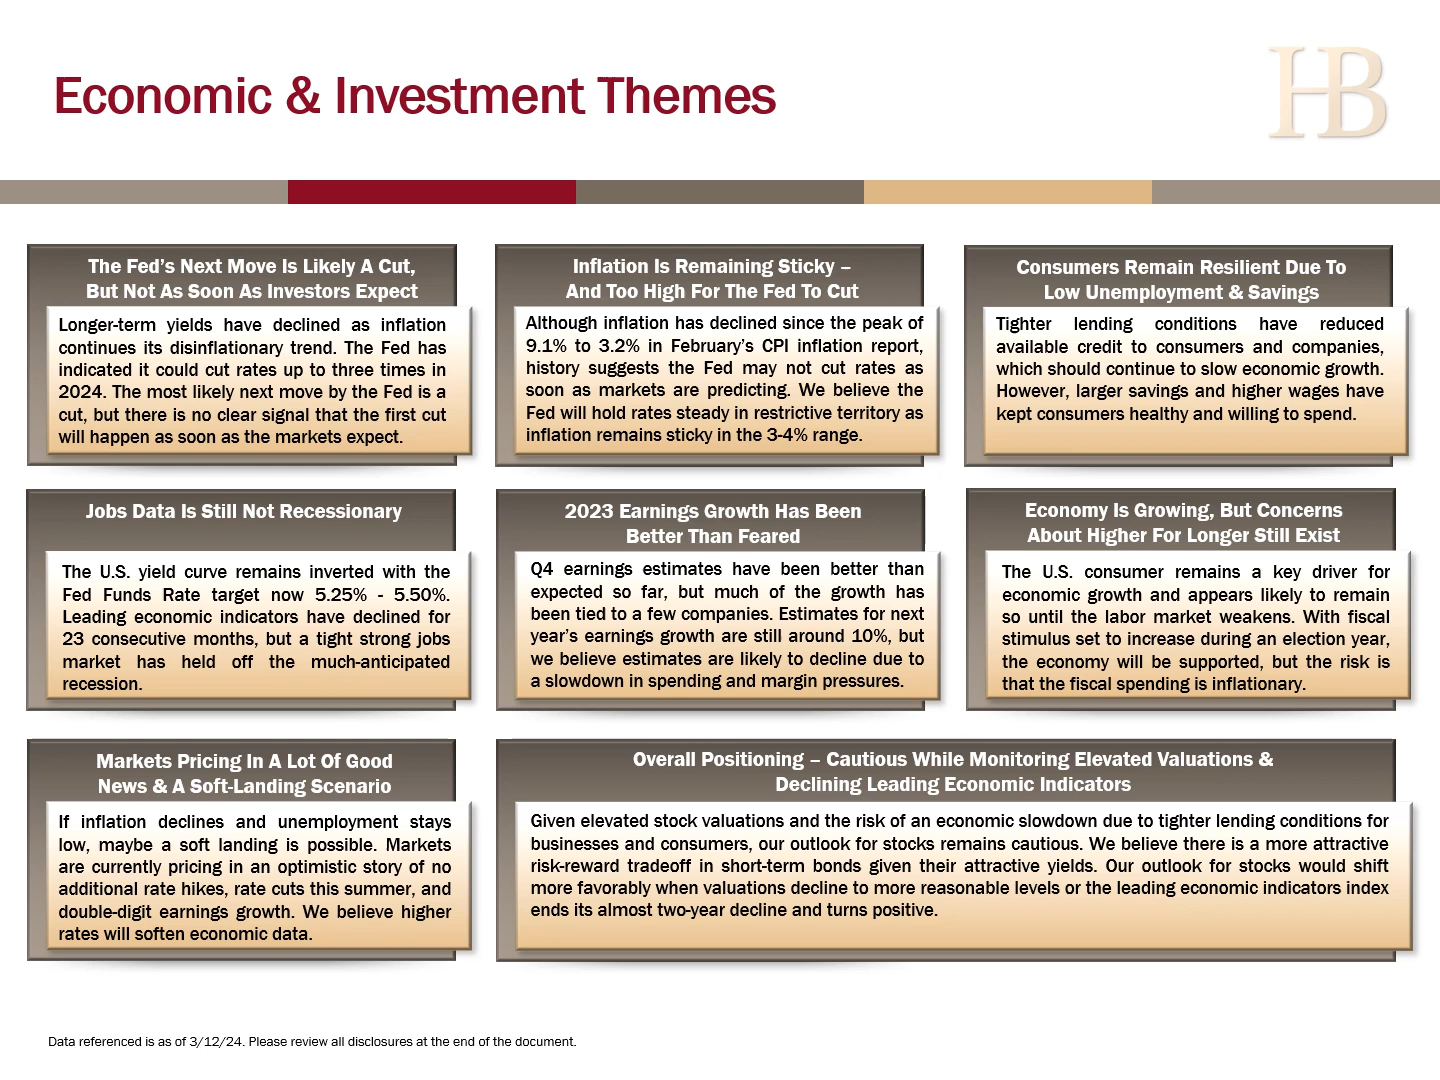 Economic & Investment Themes
HB
The Fed's Next Move Is Likely A Cut,
But Not As Soon As Investors Expect
Longer-term yields have declined as inflation
continues its disinflationary trend. The Fed has
indicated it could cut rates up to three times in
2024. The most likely next move by the Fed is a
cut, but there is no clear signal that the first cut
will happen as soon as the markets expect.
Inflation Is Remaining Sticky –
And Too High For The Fed To Cut
Although inflation has declined since the peak of
9.1% to 3.2% in February's CPI inflation report,
history suggests the Fed may not cut rates as
soon as markets are predicting. We believe the
Fed will hold rates steady in restrictive territory as
inflation remains sticky in the 3-4% range.
Consumers Remain Resilient Due To
Low Unemployment & Savings
Tighter lending conditions have reduced
available credit to consumers and companies,
which should continue to slow economic growth.
However, larger savings and higher wages have
kept consumers healthy and willing to spend.
Jobs Data Is Still Not Recessionary
The U.S. yield curve remains inverted with the
Fed Funds Rate target now 5.25% - 5.50%.
Leading economic indicators have declined for
23 consecutive months, but a tight strong jobs
market has held off the much-anticipated
recession.
2023 Earnings Growth Has Been
Better Than Feared
Q4 earnings estimates have been better than
expected so far, but much of the growth has
been tied to a few companies. Estimates for next
year's earnings growth are still around 10%, but
we believe estimates are likely to decline due to
a slowdown in spending and margin pressures.
Economy Is Growing, But Concerns
About Higher For Longer Still Exist
The U.S. consumer remains a key driver for
economic growth and appears likely to remain
so until the labor market weakens. With fiscal
stimulus set to increase during an election year,
the economy will be supported, but the risk is
that the fiscal spending is inflationary.
Markets Pricing In A Lot Of Good
News & A Soft-Landing Scenario
If inflation declines and unemployment stays
low, maybe a soft landing is possible. Markets
are currently pricing in an optimistic story of no
additional rate hikes, rate cuts this summer, and
double-digit earnings growth. We believe higher
rates will soften economic data.
Overall Positioning – Cautious While Monitoring Elevated Valuations &
Declining Leading Economic Indicators
Given elevated stock valuations and the risk of an economic slowdown due to tighter lending conditions for
businesses and consumers, our outlook for stocks remains cautious. We believe there is a more attractive
risk-reward tradeoff in short-term bonds given their attractive yields. Our outlook for stocks would shift
more favorably when valuations decline to more reasonable levels or the leading economic indicators index
ends its almost two-year decline and turns positive.
Data referenced is as of 3/12/24. Please review all disclosures at the end of the document.